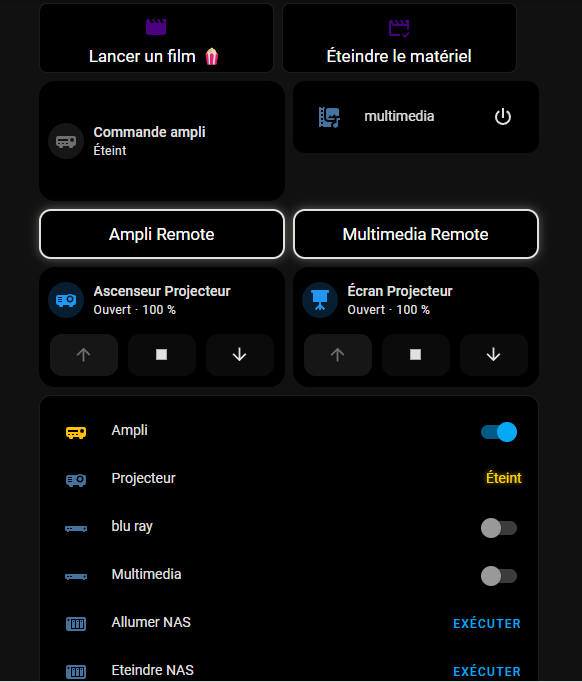 Lancer un film 🍿
Éteindre le matériel
Commande ampli
Éteint
multimedia
Ampli Remote
Multimedia Remote
Ascenseur Projecteur
Ouvert · 100 %
Écran Projecteur
Ouvert · 100 %
Ampli
Projecteur
Éteint
blu ray
Multimedia
Allumer NAS
EXÉCUTER
Eteindre NAS
EXÉCUTER